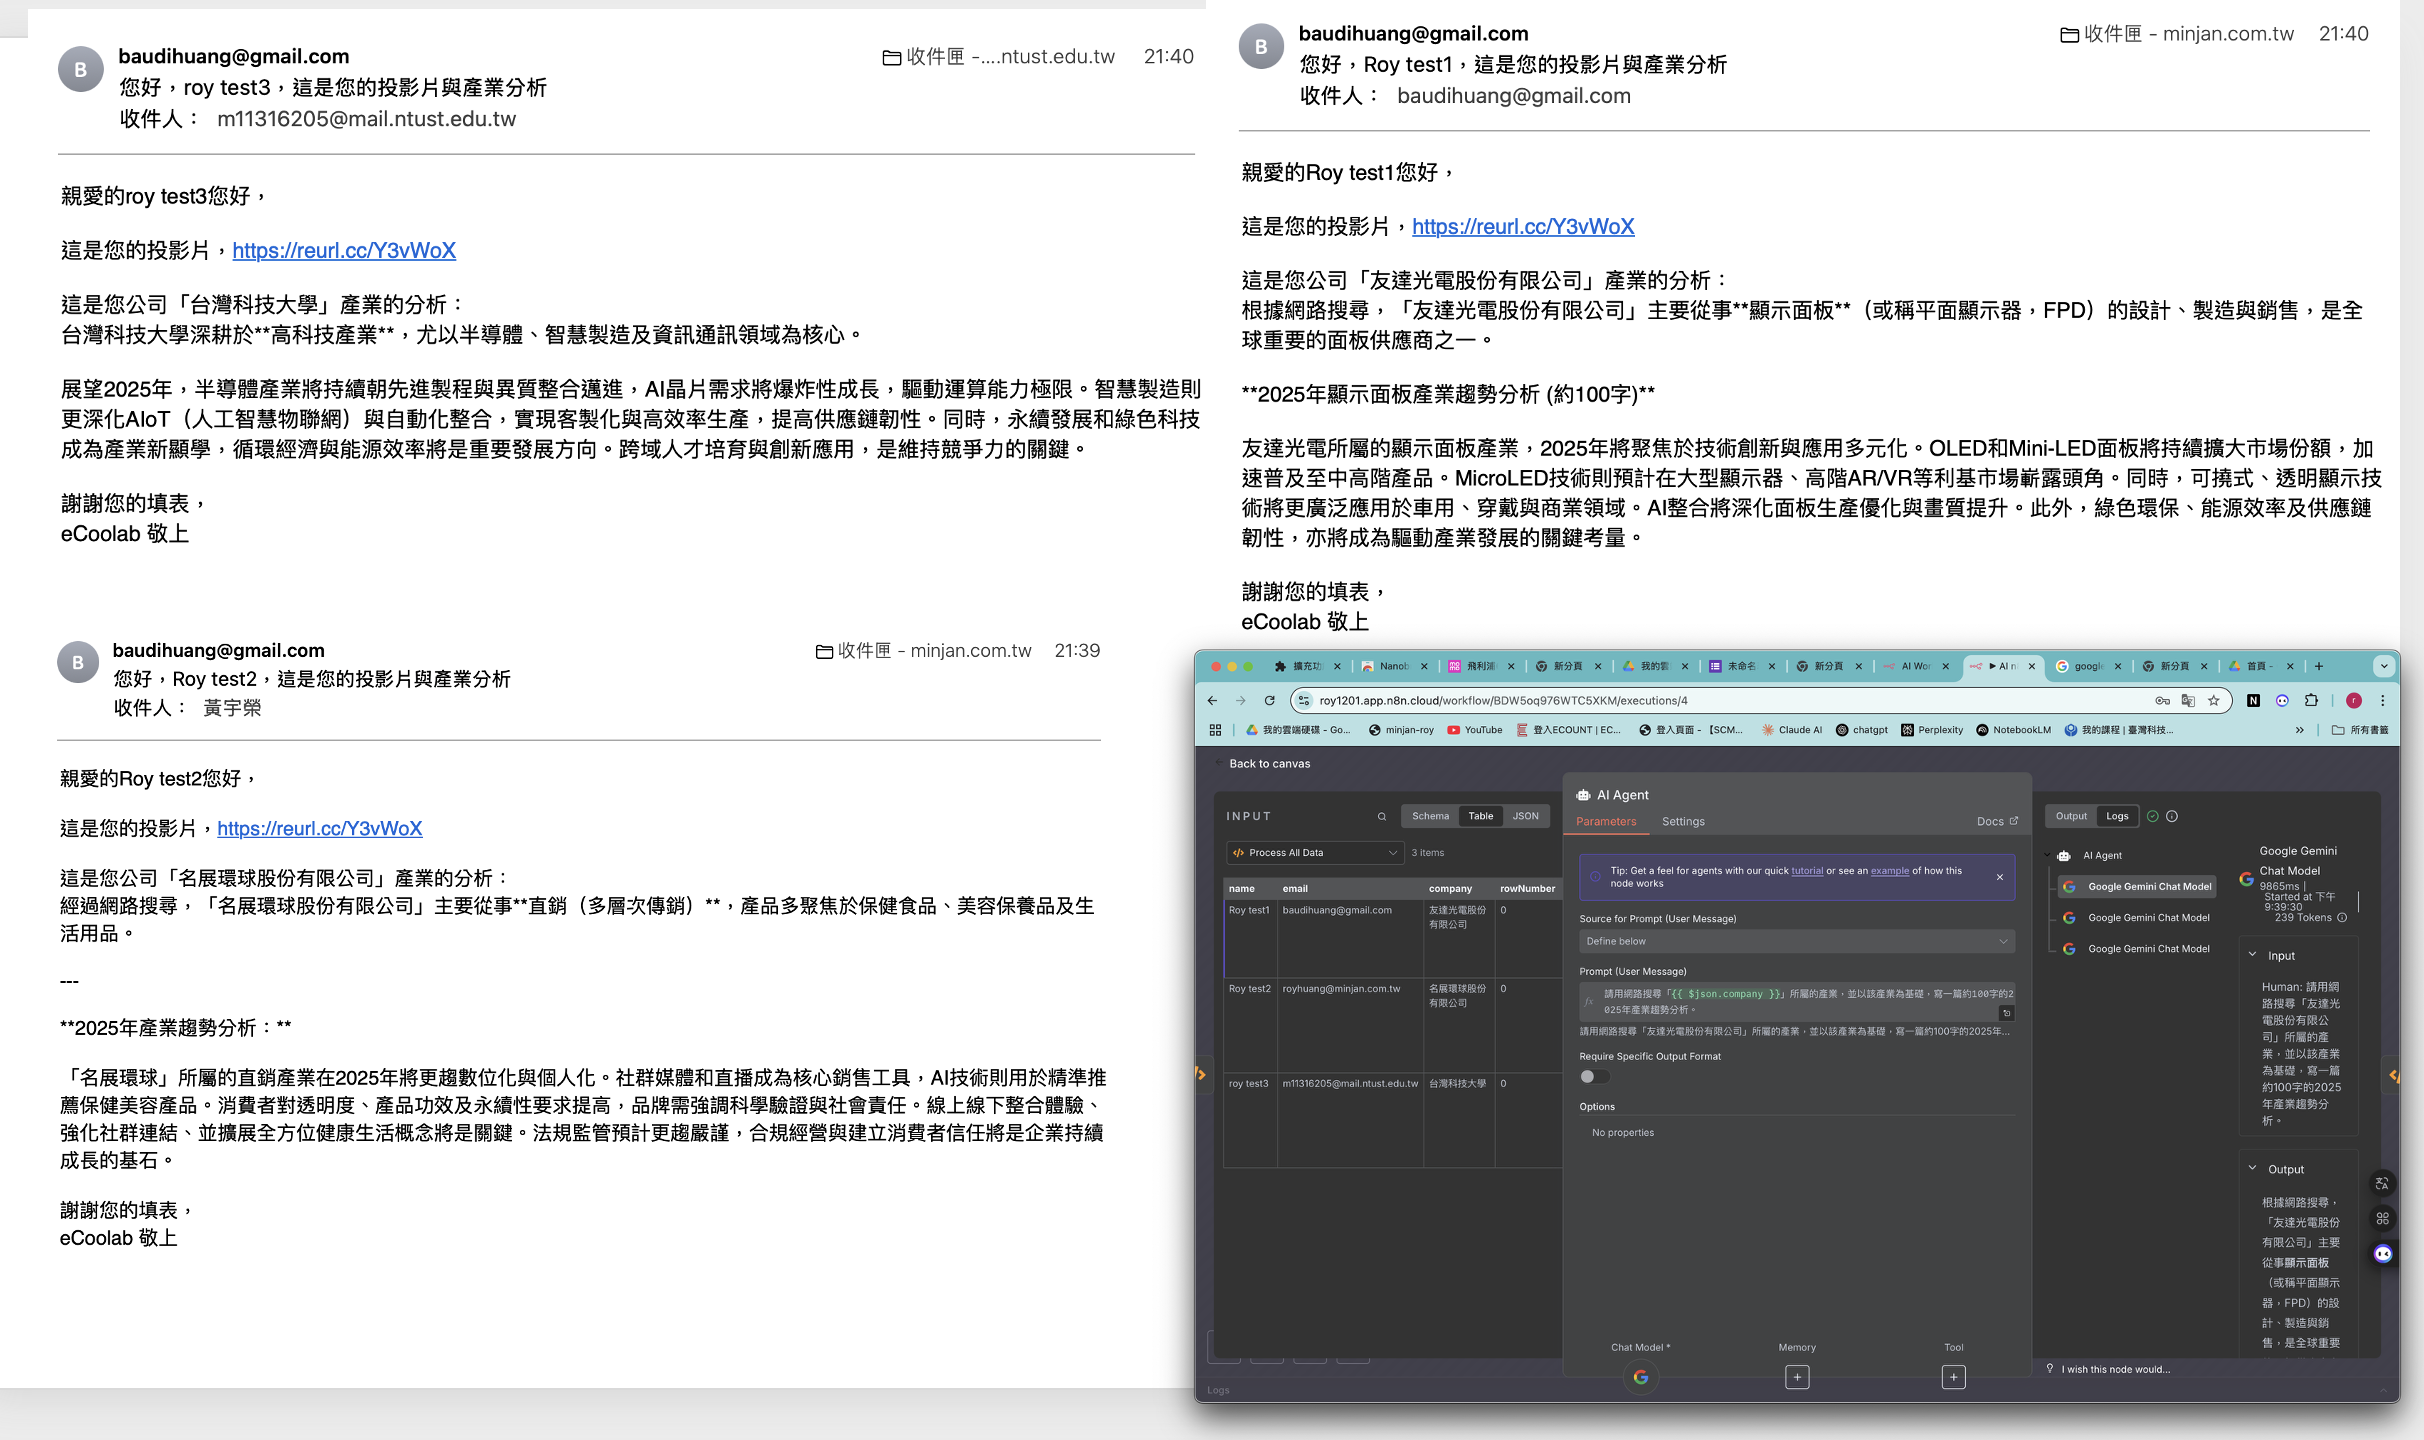 baudihuang@gmail.com
收件匣 -....ntust.edu.tw 21:40
B
您好，roy test3，這是您的投影片與產業分析
收件人： m11316205@mail.ntust.edu.tw
親愛的roy test3您好，
這是您的投影片，https://reurl.cc/Y3vWoX
這是您公司「台灣科技大學」產業的分析：
台灣科技大學深耕於**高科技產業**，尤以半導體、智慧製造及資訊通訊領域為核心。
展望2025年，半導體產業將持續朝先進製程與異質整合邁進，AI晶片需求將爆炸性成長，驅動運算能力極限。智慧製造則
更深化AIoT（人工智慧物聯網）與自動化整合，實現客製化與高效率生產，提高供應鏈韌性。同時，永續發展和綠色科技
成為產業新顯學，循環經濟與能源效率將是重要發展方向。跨域人才培育與創新應用，是維持競爭力的關鍵。
謝謝您的填表，
eCoolab 敬上
baudihuang@gmail.com
收件匣 - minjan.com.tw 21:40
B
您好，Roy test1，這是您的投影片與產業分析
收件人： baudihuang@gmail.com
親愛的Roy test1您好，
這是您的投影片，https://reurl.cc/Y3vWoX
這是您公司「友達光電股份有限公司」產業的分析：
根據網路搜尋，「友達光電股份有限公司」主要從事**顯示面板**（或稱平面顯示器，FPD）的設計、製造與銷售，是全
球重要的面板供應商之一。
**2025年顯示面板產業趨勢分析 (約100字)**
友達光電所屬的顯示面板產業，2025年將聚焦於技術創新與應用多元化。OLED和Mini-LED面板將持續擴大市場份額，加
速普及至中高階產品。MicroLED技術則預計在大型顯示器、高階AR/VR等利基市場嶄露頭角。同時，可撓式、透明顯示技
術將更廣泛應用於車用、穿戴與商業領域。AI整合將深化面板生產優化與畫質提升。此外，綠色環保、能源效率及供應鏈
韌性，亦將成為驅動產業發展的關鍵考量。
謝謝您的填表，
eCoolab 敬上
baudihuang@gmail.com
收件匣 - minjan.com.tw 21:39
B
您好，Roy test2，這是您的投影片與產業分析
收件人： 黃宇榮
親愛的Roy test2您好，
這是您的投影片，https://reurl.cc/Y3vWoX
這是您公司「名展環球股份有限公司」產業的分析：
經過網路搜尋，「名展環球股份有限公司」主要從事**直銷（多層次傳銷）**，產品多聚焦於保健食品、美容保養品及生
活用品。
---
**2025年產業趨勢分析：**
「名展環球」所屬的直銷產業在2025年將更趨數位化與個人化。社群媒體和直播成為核心銷售工具，AI技術則用於精準推
薦保健美容產品。消費者對透明度、產品功效及永續性要求提高，品牌需強調科學驗證與社會責任。線上線下整合體驗、
強化社群連結、並擴展全方位健康生活概念將是關鍵。法規監管預計更趨嚴謹，合規經營與建立消費者信任將是企業持續
成長的基石。
謝謝您的填表，
eCoolab 敬上
擴充功 Nanob 飛利浦 新分頁 我的雲 未命名 新分頁 AI Wor AI n google 新分頁 首頁 -
roy1201.app.n8n.cloud/workflow/BDW5oq976WTC5XKM/executions/4
我的雲端硬碟 - Go... minjan-roy YouTube 登入ECOUNT | EC... 登入頁面 - 【SCM... Claude AI chatgpt Perplexity NotebookLM 我的課程 | 臺灣科技... » 所有書籤
Back to canvas
INPUT
Schema Table JSON
Process All Data 3 items
name email company rowNumber
Roy test1 baudihuang@gmail.com 友達光電股份 0
有限公司
Roy test2 royhuang@minjan.com.tw 名展環球股份 0
有限公司
roy test3 m11316205@mail.ntust.edu.tw 台灣科技大學 0
AI Agent
Parameters Settings Docs
Tip: Get a feel for agents with our quick tutorial or see an example of how this
node works
Source for Prompt (User Message)
Define below
Prompt (User Message)
fx 請用網路搜尋「{{ $json.company }}」所屬的產業，並以該產業為基礎，寫一篇約100字的2
025年產業趨勢分析。
請用網路搜尋「友達光電股份有限公司」所屬的產業，並以該產業為基礎，寫一篇約100字的2025年...
Require Specific Output Format
Options
No properties
Chat Model * Memory Tool
Output Logs
AI Agent
Google Gemini Chat Model
Google Gemini Chat Model
Google Gemini Chat Model
Google Gemini
Chat Model
9865ms |
Started at 下午
9:39:30
239 Tokens
Input
Human: 請用網
路搜尋「友達光
電股份有限公
司」所屬的產
業，並以該產業
為基礎，寫一篇
約100字的2025
年產業趨勢分
析。
Output
根據網路搜尋，
「友達光電股份
有限公司」主要
從事顯示面板
（或稱平面顯示
器，FPD）的設
計、製造與銷
售，是全球重要
I wish this node would...
Logs